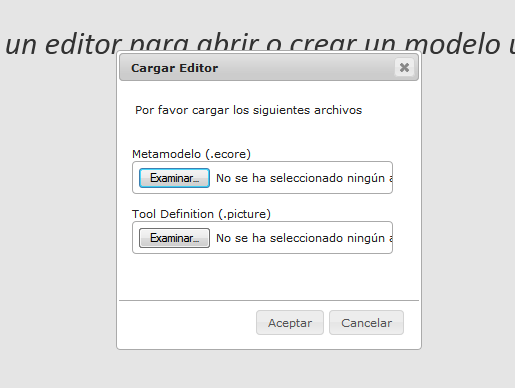 un editor para abrir o crear un modelo u
Cargar Editor
Por favor cargar los siguientes archivos
Metamodelo (.ecore)
Examinar... No se ha seleccionado ningún a
Tool Definition (.picture)
Examinar... No se ha seleccionado ningún a
Aceptar Cancelar